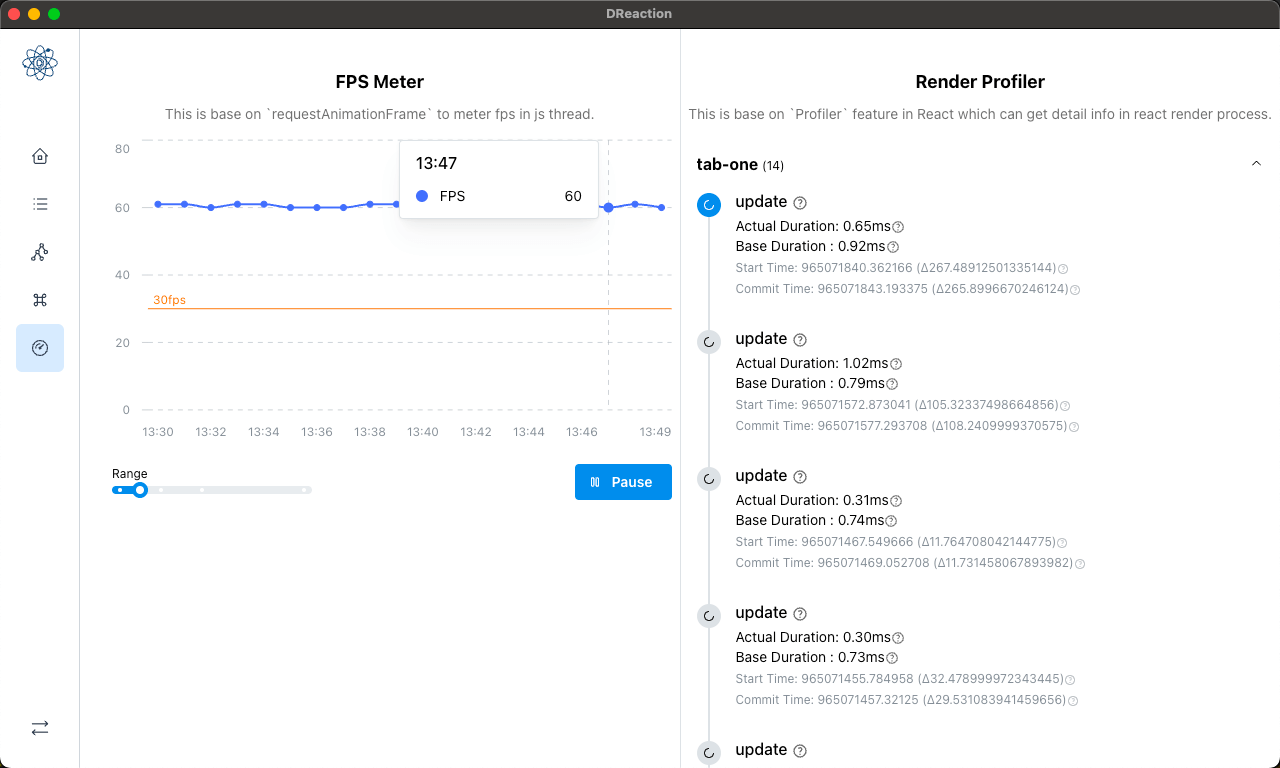 DReaction
FPS Meter
This is base on `requestAnimationFrame` to meter fps in js thread.
80
60
40
20
0
30fps
13:47
FPS 60
13:30 13:32 13:34 13:36 13:38 13:40 13:42 13:44 13:46 13:49
Range
Pause
Render Profiler
This is base on `Profiler` feature in React which can get detail info in react render process.
tab-one (14)
update
Actual Duration: 0.65ms
Base Duration : 0.92ms
Start Time: 965071840.362166 (Δ267.48912501335144)
Commit Time: 965071843.193375 (Δ265.8996670246124)
update
Actual Duration: 1.02ms
Base Duration : 0.79ms
Start Time: 965071572.873041 (Δ105.32337498664856)
Commit Time: 965071577.293708 (Δ108.2409999370575)
update
Actual Duration: 0.31ms
Base Duration : 0.74ms
Start Time: 965071467.549666 (Δ11.764708042144775)
Commit Time: 965071469.052708 (Δ11.731458067893982)
update
Actual Duration: 0.30ms
Base Duration : 0.73ms
Start Time: 965071455.784958 (Δ32.478999972343445)
Commit Time: 965071457.32125 (Δ29.531083941459656)
update